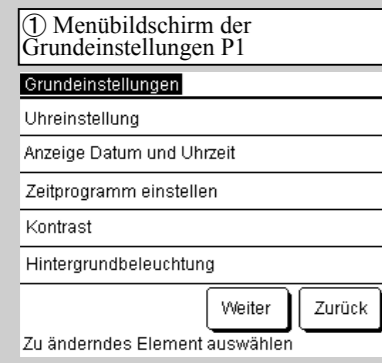 ① Menübildschirm der
Grundeinstellungen P1
Grundeinstellungen
Uhreinstellung
Anzeige Datum und Uhrzeit
Zeitprogramm einstellen
Kontrast
Hintergrundbeleuchtung
Weiter Zurück
Zu änderndes Element auswählen